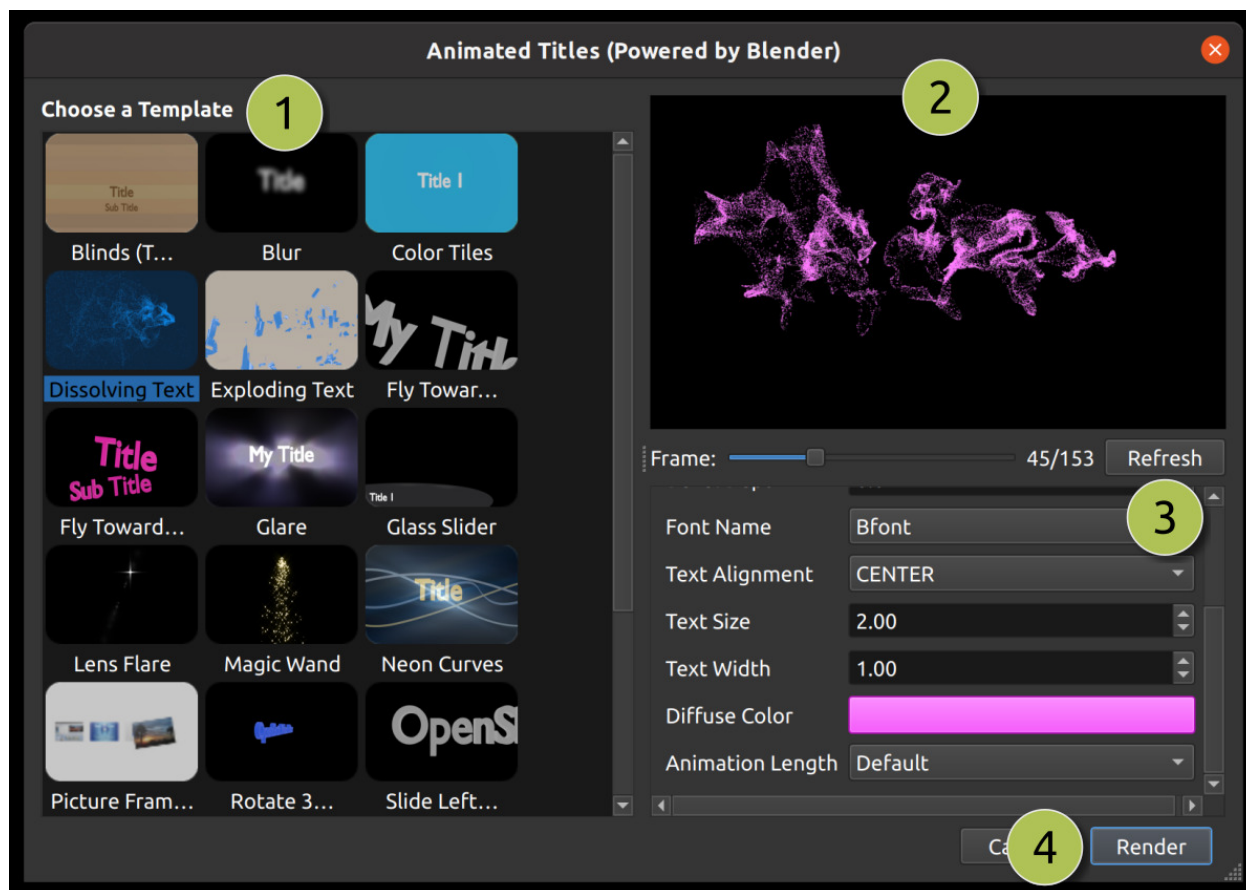 Animated Titles (Powered by Blender)
Choose a Template
1
2
Title
Sub Title
Title
Title 1
Blinds (T...
Blur
Color Tiles
My Title
Dissolving Text
Exploding Text
Fly Towar...
Title
Sub Title
My Title
Title 1
Fly Toward...
Glare
Glass Slider
Title
Lens Flare
Magic Wand
Neon Curves
OpenS
Picture Fram...
Rotate 3...
Slide Left...
Frame:
45/153
Refresh
3
Font Name
Bfont
Text Alignment
CENTER
Text Size
2.00
Text Width
1.00
Diffuse Color
Animation Length
Default
4
Render